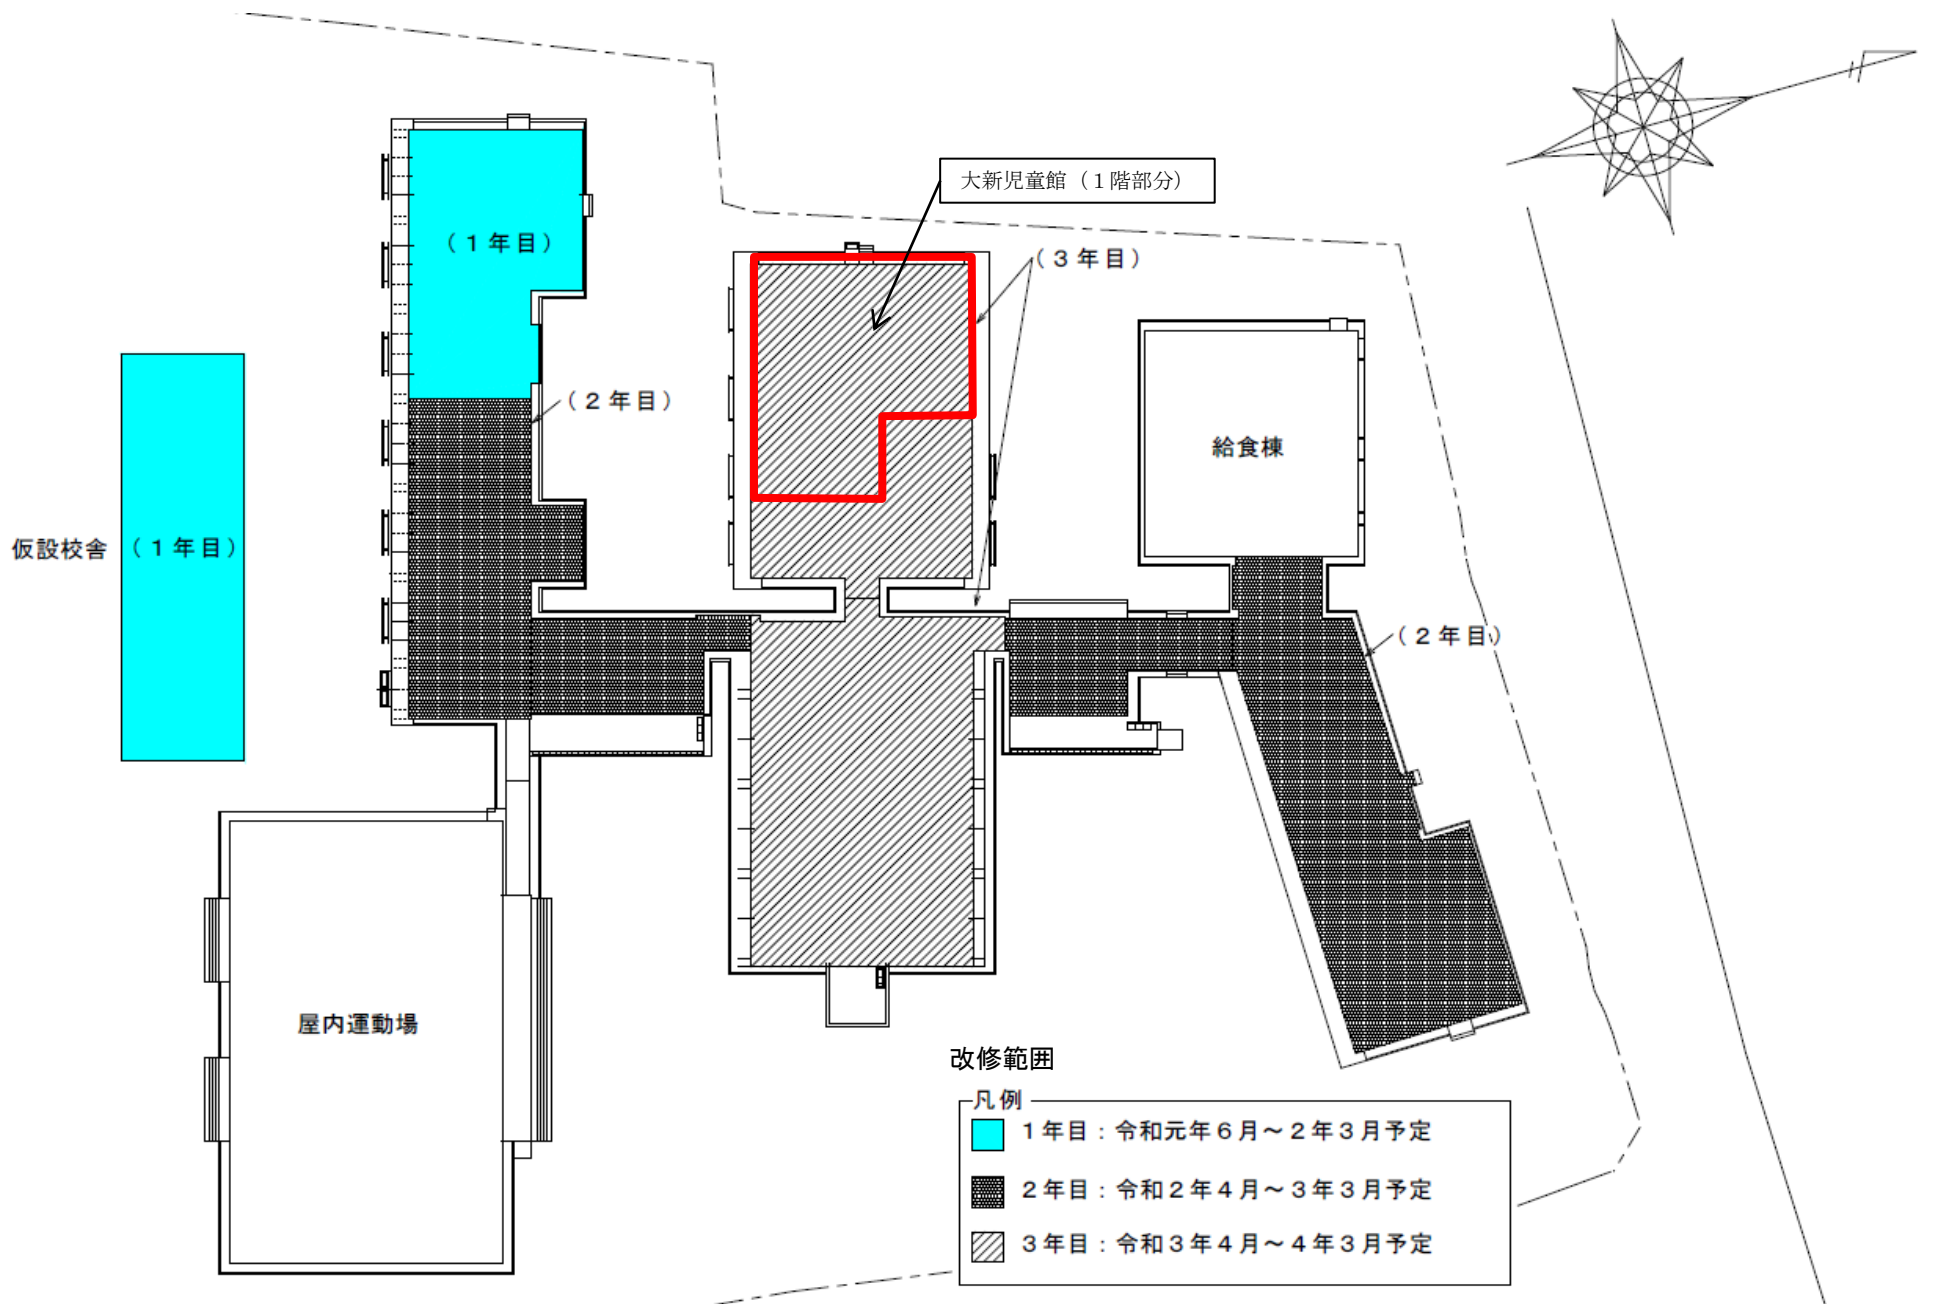 大新児童館（１階部分）
（１年目）
（３年目）
（２年目）
給食棟
仮設校舎
（１年目）
（２年目）
屋内運動場
改修範囲
凡例
１年目：令和元年６月～２年３月予定
２年目：令和２年４月～３年３月予定
３年目：令和３年４月～４年３月予定